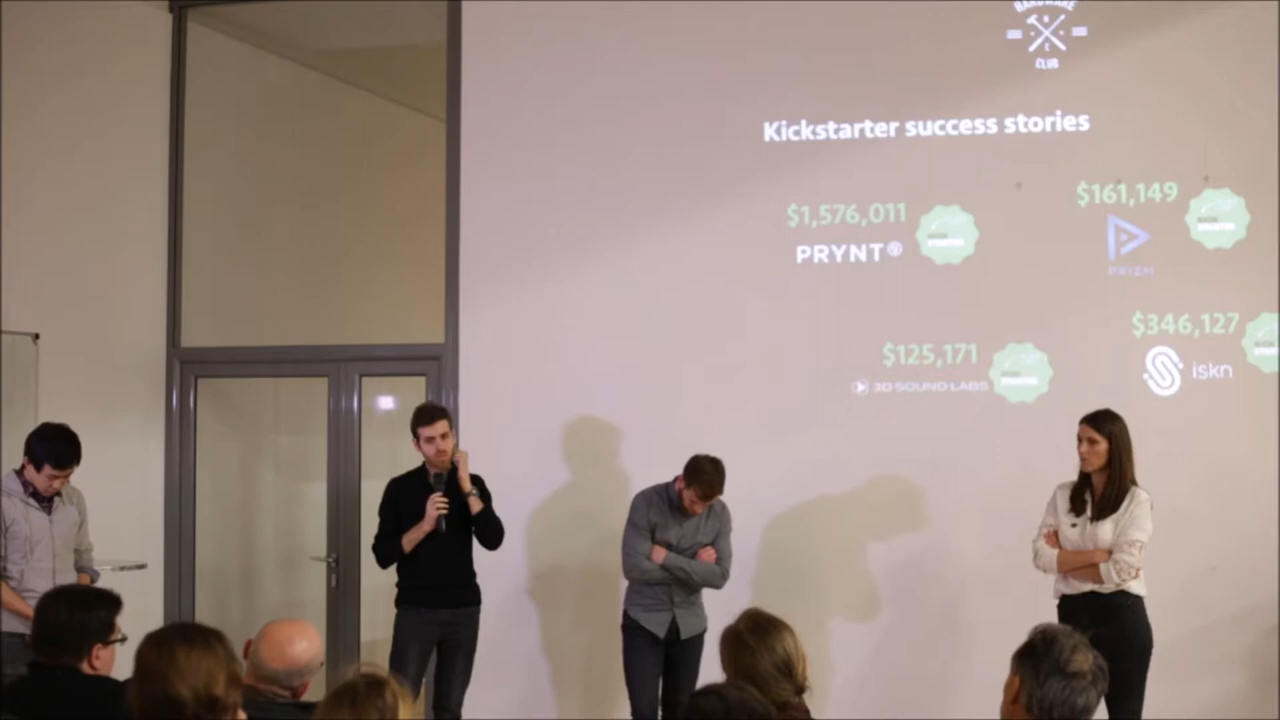 HARDWARE
CLUB
Kickstarter success stories
$1,576,011
PRYNT
$161,149
PRIZM
$125,171
3D SOUND LABS
$346,127
iskn